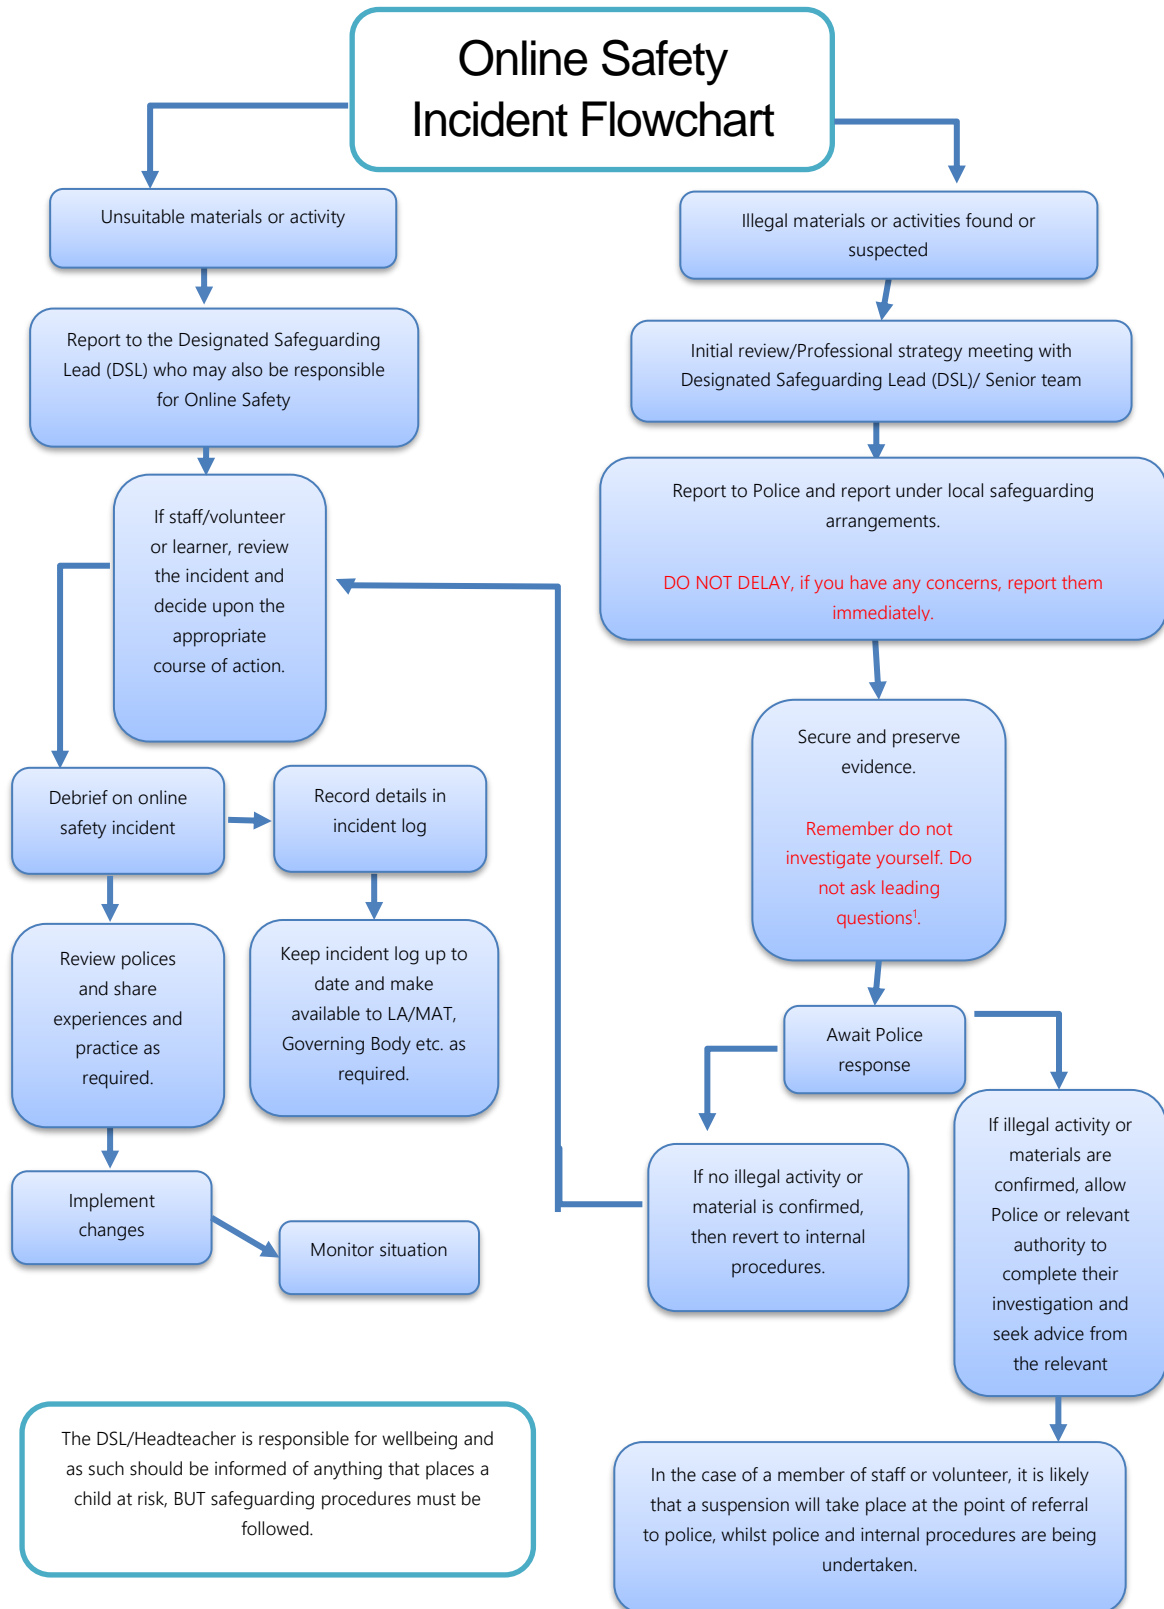 Online Safety
Incident Flowchart
Unsuitable materials or activity
Report to the Designated Safeguarding
Lead (DSL) who may also be responsible
for Online Safety
If staff/volunteer
or learner, review
the incident and
decide upon the
appropriate
course of action.
Debrief on online
safety incident
Record details in
incident log
Review polices
and share
experiences and
practice as
required.
Keep incident log up to
date and make
available to LA/MAT,
Governing Body etc. as
required.
Implement
changes
Monitor situation
Illegal materials or activities found or
suspected
Initial review/Professional strategy meeting with
Designated Safeguarding Lead (DSL)/ Senior team
Report to Police and report under local safeguarding
arrangements.
DO NOT DELAY, if you have any concerns, report them
immediately.
Secure and preserve
evidence.
Remember do not
investigate yourself. Do
not ask leading
questions¹.
Await Police
response
If no illegal activity or
material is confirmed,
then revert to internal
procedures.
If illegal activity or
materials are
confirmed, allow
Police or relevant
authority to
complete their
investigation and
seek advice from
the relevant
In the case of a member of staff or volunteer, it is likely
that a suspension will take place at the point of referral
to police, whilst police and internal procedures are being
undertaken.
The DSL/Headteacher is responsible for wellbeing and
as such should be informed of anything that places a
child at risk, BUT safeguarding procedures must be
followed.